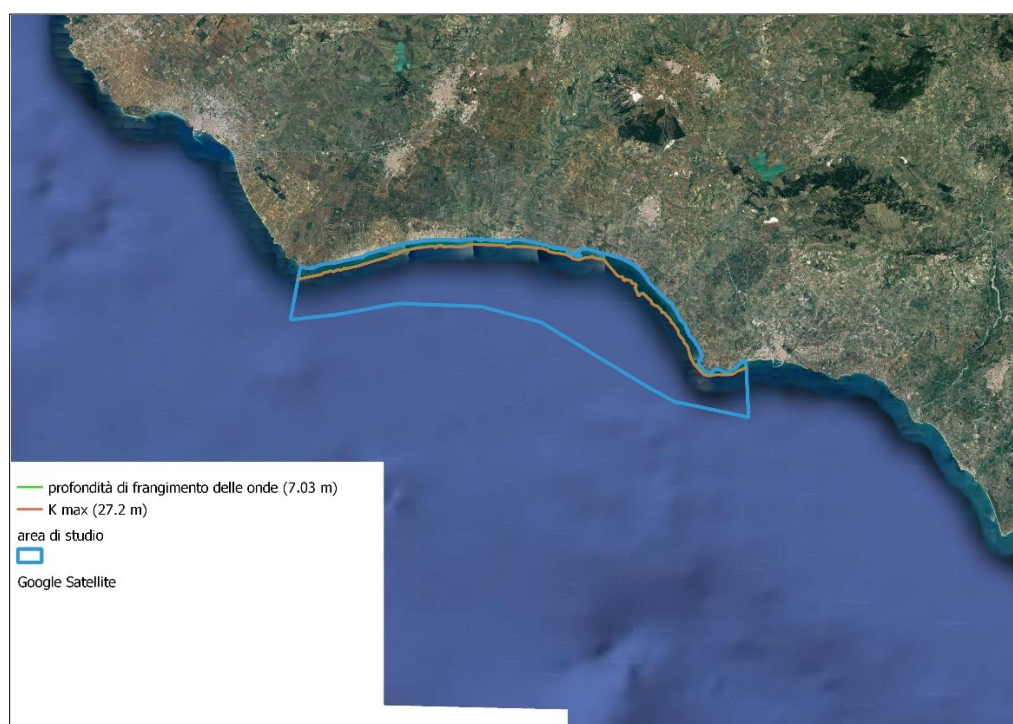 profondità di frangimento delle onde (7.03 m)
K max (27.2 m)
area di studio
Google Satellite